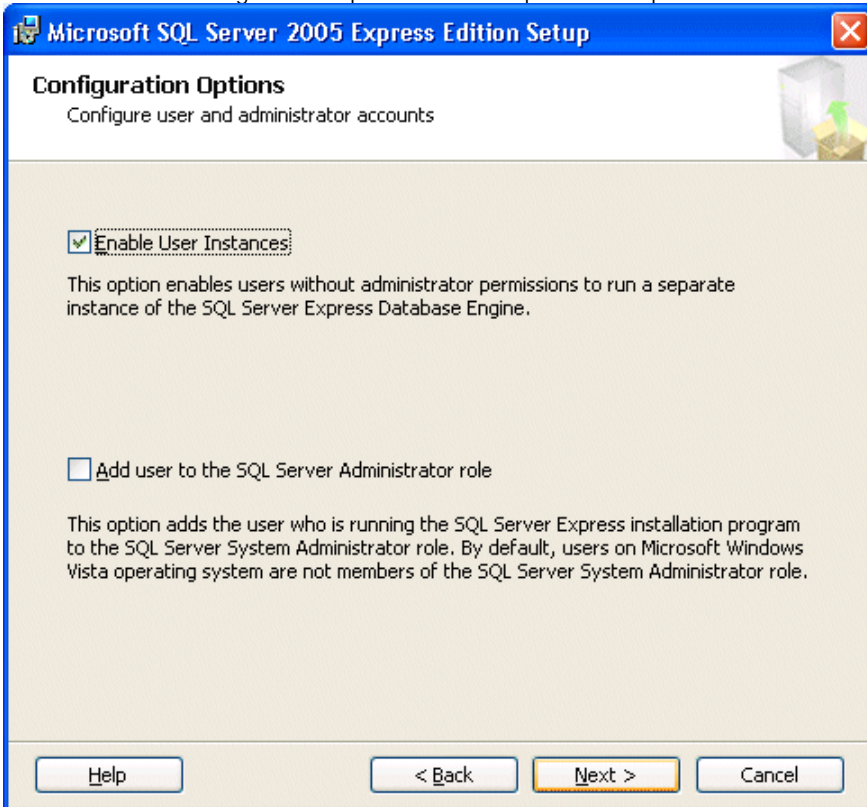 Microsoft SQL Server 2005 Express Edition Setup
Configuration Options
Configure user and administrator accounts
Enable User Instances
This option enables users without administrator permissions to run a separate
instance of the SQL Server Express Database Engine.
Add user to the SQL Server Administrator role
This option adds the user who is running the SQL Server Express installation program
to the SQL Server System Administrator role. By default, users on Microsoft Windows
Vista operating system are not members of the SQL Server System Administrator role.
Help < Back Next > Cancel